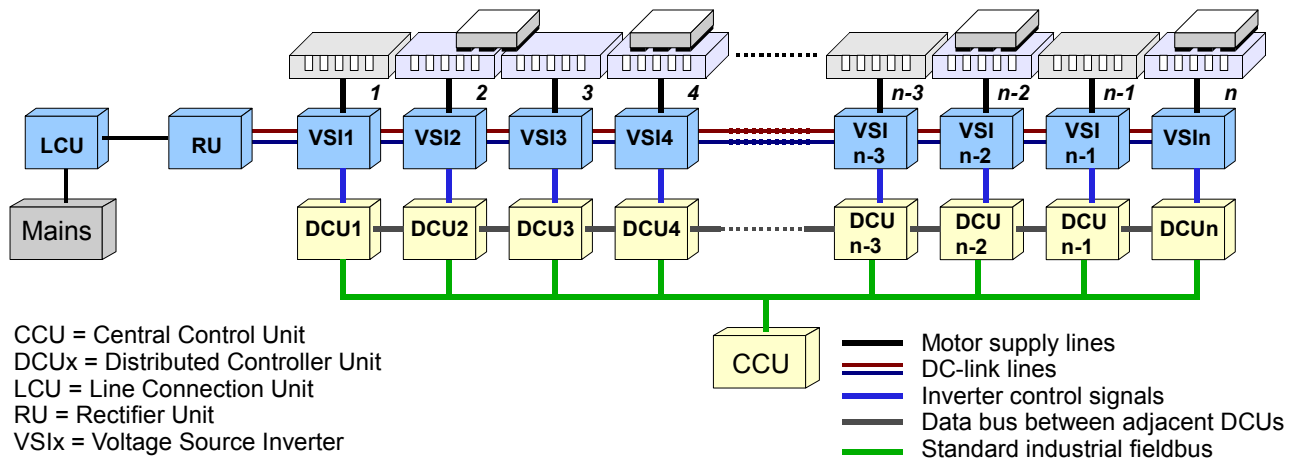 1 2 3 4 n-3 n-2 n-1 n
LCU RU VSI1 VSI2 VSI3 VSI4 VSI n-3 VSI n-2 VSI n-1 VSIn
Mains DCU1 DCU2 DCU3 DCU4 DCU n-3 DCU n-2 DCU n-1 DCUn
CCU
CCU = Central Control Unit
DCUx = Distributed Controller Unit
LCU = Line Connection Unit
RU = Rectifier Unit
VSIx = Voltage Source Inverter
Motor supply lines
DC-link lines
Inverter control signals
Data bus between adjacent DCUs
Standard industrial fieldbus